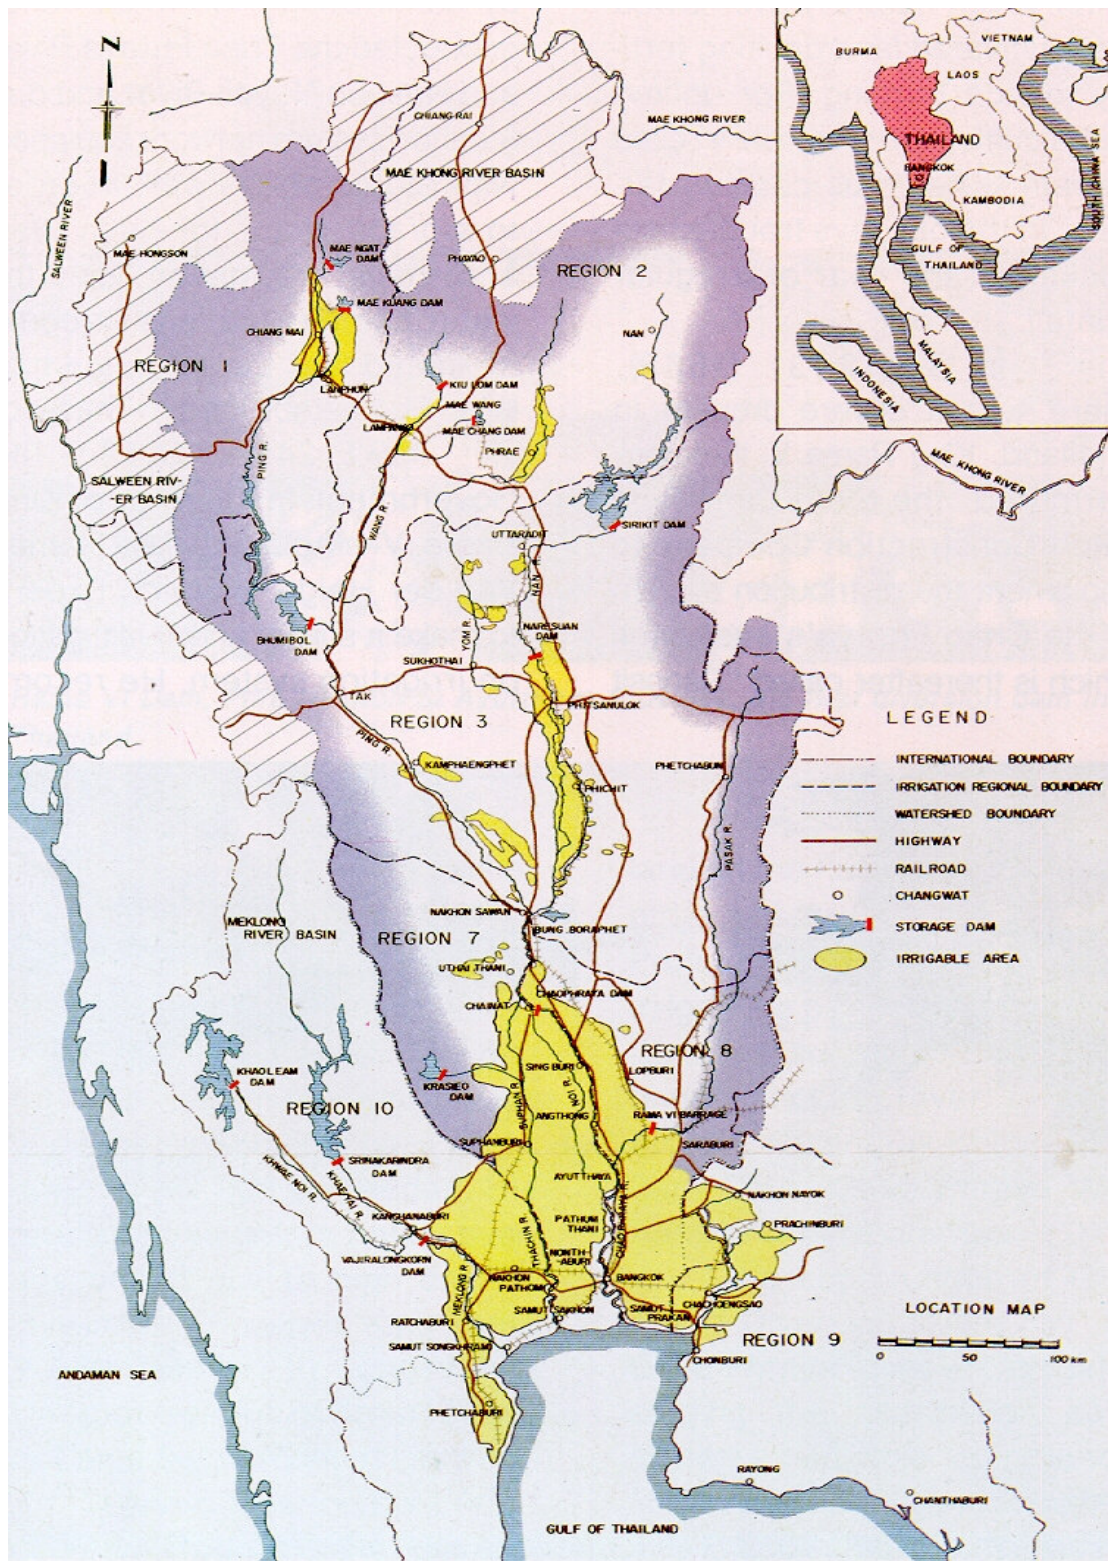 N
BURMA
VIETNAM
LAOS
THAILAND
BANGKOK
KAMBODIA
GULF OF
THAILAND
SOUTH CHINA SEA
MALAYSIA
INDONESIA
CHIANG RAI
MAE KHONG RIVER
MAE KHONG RIVER BASIN
SALWEEN RIVER
MAE HONGSON
MAE NGAT
DAM
PHAYAO
REGION 2
MAE KUANG DAM
CHIANG MAI
NAN
REGION 1
LAMPHUN
KIU LOM DAM
MAE WANG
LAMPANG
MAE CHANG DAM
PHRAE
PING R.
MAE KHONG RIVER
SALWEEN RIV-
-ER BASIN
WANG R.
SIRIKIT DAM
UTTARADIT
NAN R.
BHUMIBOL
DAM
YOM R.
NARESUAN
DAM
SUKHOTHAI
TAK
PHITSANULOK
REGION 3
PING R.
KAMPHAENGPHET
PHETCHABUN
PHICHIT
PASAK R.
LEGEND
INTERNATIONAL BOUNDARY
IRRIGATION REGIONAL BOUNDARY
WATERSHED BOUNDARY
HIGHWAY
RAILROAD
CHANGWAT
STORAGE DAM
IRRIGABLE AREA
NAKHON SAWAN
MEKLONG
RIVER BASIN
REGION 7
BUNG BORAPHET
UTHAI THANI
CHAOPHRAYA DAM
CHAINAT
REGION 8
SING BURI
LOPBURI
KHAO LEAM
DAM
KRASIEO
DAM
REGION 10
SUPHAN R.
NOI R.
ANGTHONG
RAMA VI BARRAGE
SUPHANBURI
SARABURI
SRINAKARINDRA
DAM
KHWAE NOI R.
KHAE YAI R.
AYUTTHAYA
NAKHON NAYOK
KANCHANABURI
PATHUM
THANI
PRACHINBURI
CHAO PHRAYA R.
THACHIN R.
VAJIRALONGKORN
DAM
NONTH-
ABURI
NAKHON
PATHOM
BANGKOK
MEKLONG R.
SAMUT SAKHON
SAMUT
PRAKAN
CHACHOENGSAO
RATCHABURI
LOCATION MAP
SAMUT SONGKHRAM
REGION 9
0 50 100 km
CHONBURI
ANDAMAN SEA
PHETCHABURI
RAYONG
CHANTHABURI
GULF OF THAILAND